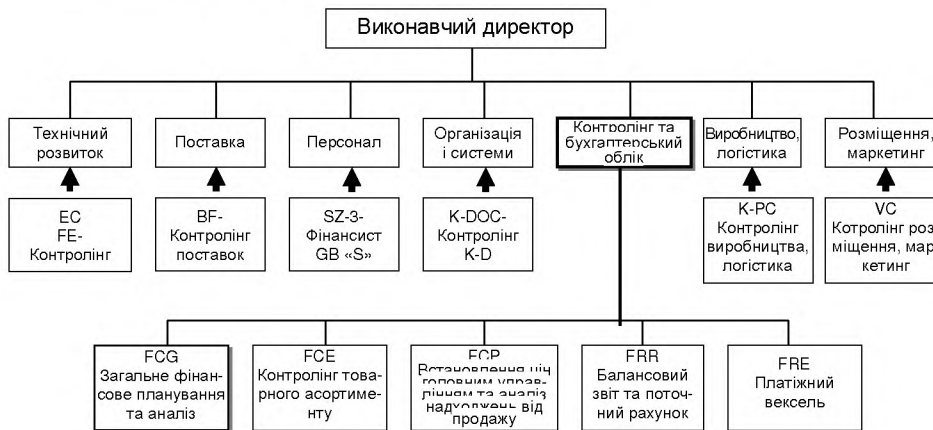 Виконавчий директор
Технічний
розвиток
Поставка
Персонал
Організація
і системи
Контролінг та
бухгалтерський
облік
Виробництво,
логістика
Розміщення,
маркетинг
EC
FE-
Контролінг
BF-
Контролінг
поставок
SZ-3-
Фінансист
GB «S»
K-DOC-
Контролінг
K-D
K-PC
Контролінг
виробництва,
логістика
VC
Котролінг роз
міщення, мар
кетинг
FCG
Загальне фінан-
сове планування
та аналіз
FCE
Контролінг това-
рного асортиме-
нту
FCP
Встановлення цін
головним управ-
лінням та аналіз
надходжень від
продажу
FRR
Балансовий
звіт та поточ-
ний рахунок
FRE
Платіжний
вексель